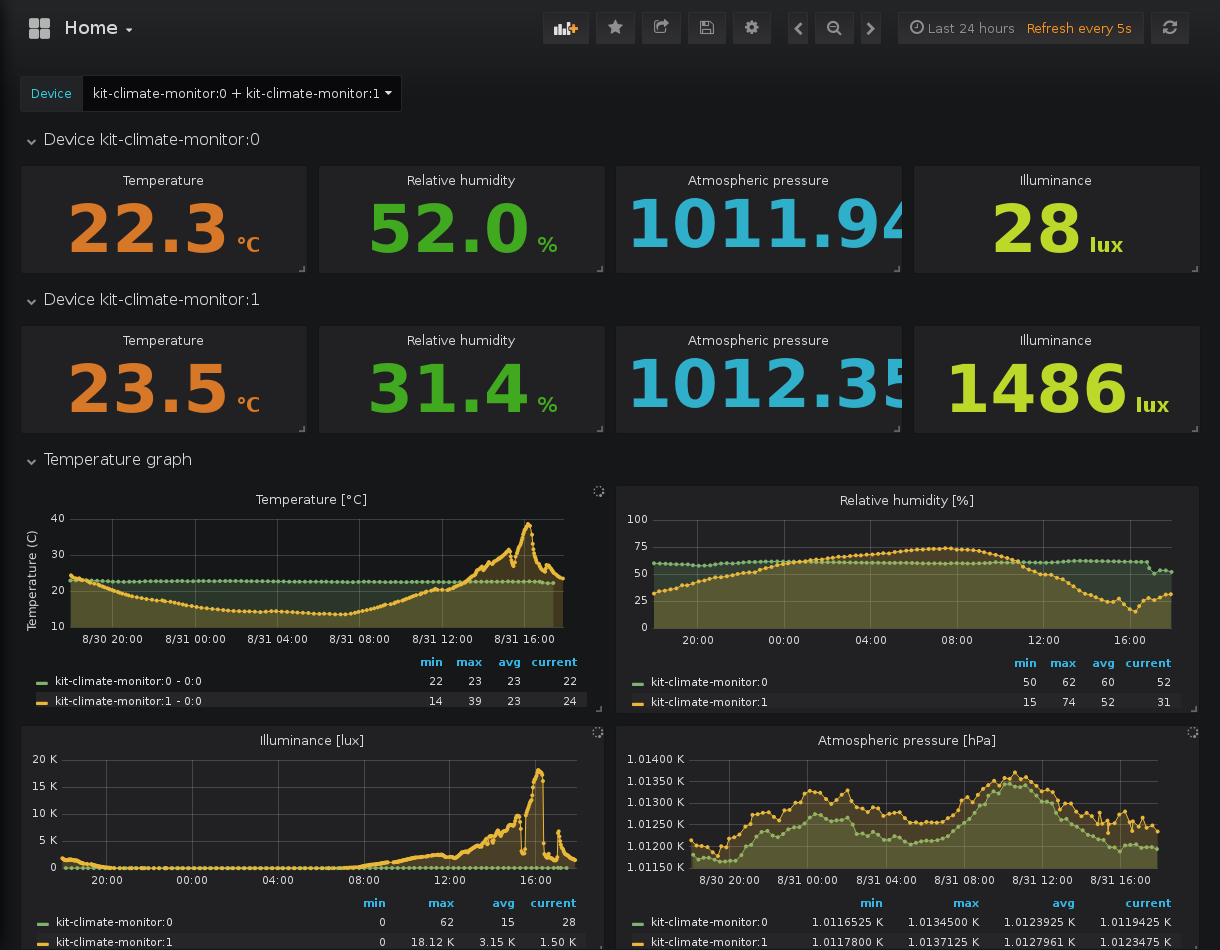 Home
Last 24 hours Refresh every 5s
Device kit-climate-monitor:0 + kit-climate-monitor:1
Device kit-climate-monitor:0
Temperature Relative humidity Atmospheric pressure Illuminance
22.3 °C 52.0 % 1011.94 28 lux
Device kit-climate-monitor:1
Temperature Relative humidity Atmospheric pressure Illuminance
23.5 °C 31.4 % 1012.35 1486 lux
Temperature graph
Temperature [°C]
Temperature (C)
40
30
20
10
8/30 20:00 8/31 00:00 8/31 04:00 8/31 08:00 8/31 12:00 8/31 16:00
min max avg current
kit-climate-monitor:0 - 0:0 22 23 23 22
kit-climate-monitor:1 - 0:0 14 39 23 24
Relative humidity [%]
100
75
50
25
0
20:00 00:00 04:00 08:00 12:00 16:00
min max avg current
kit-climate-monitor:0 50 62 60 52
kit-climate-monitor:1 15 74 52 31
Illuminance [lux]
20 K
15 K
10 K
5 K
0
20:00 00:00 04:00 08:00 12:00 16:00
min max avg current
kit-climate-monitor:0 0 62 15 28
kit-climate-monitor:1 0 18.12 K 3.15 K 1.50 K
Atmospheric pressure [hPa]
1.01400 K
1.01350 K
1.01300 K
1.01250 K
1.01200 K
1.01150 K
8/30 20:00 8/31 00:00 8/31 04:00 8/31 08:00 8/31 12:00 8/31 16:00
min max avg current
kit-climate-monitor:0 1.0116525 K 1.0134500 K 1.0123925 K 1.0119425 K
kit-climate-monitor:1 1.0117800 K 1.0137125 K 1.0127961 K 1.0123475 K